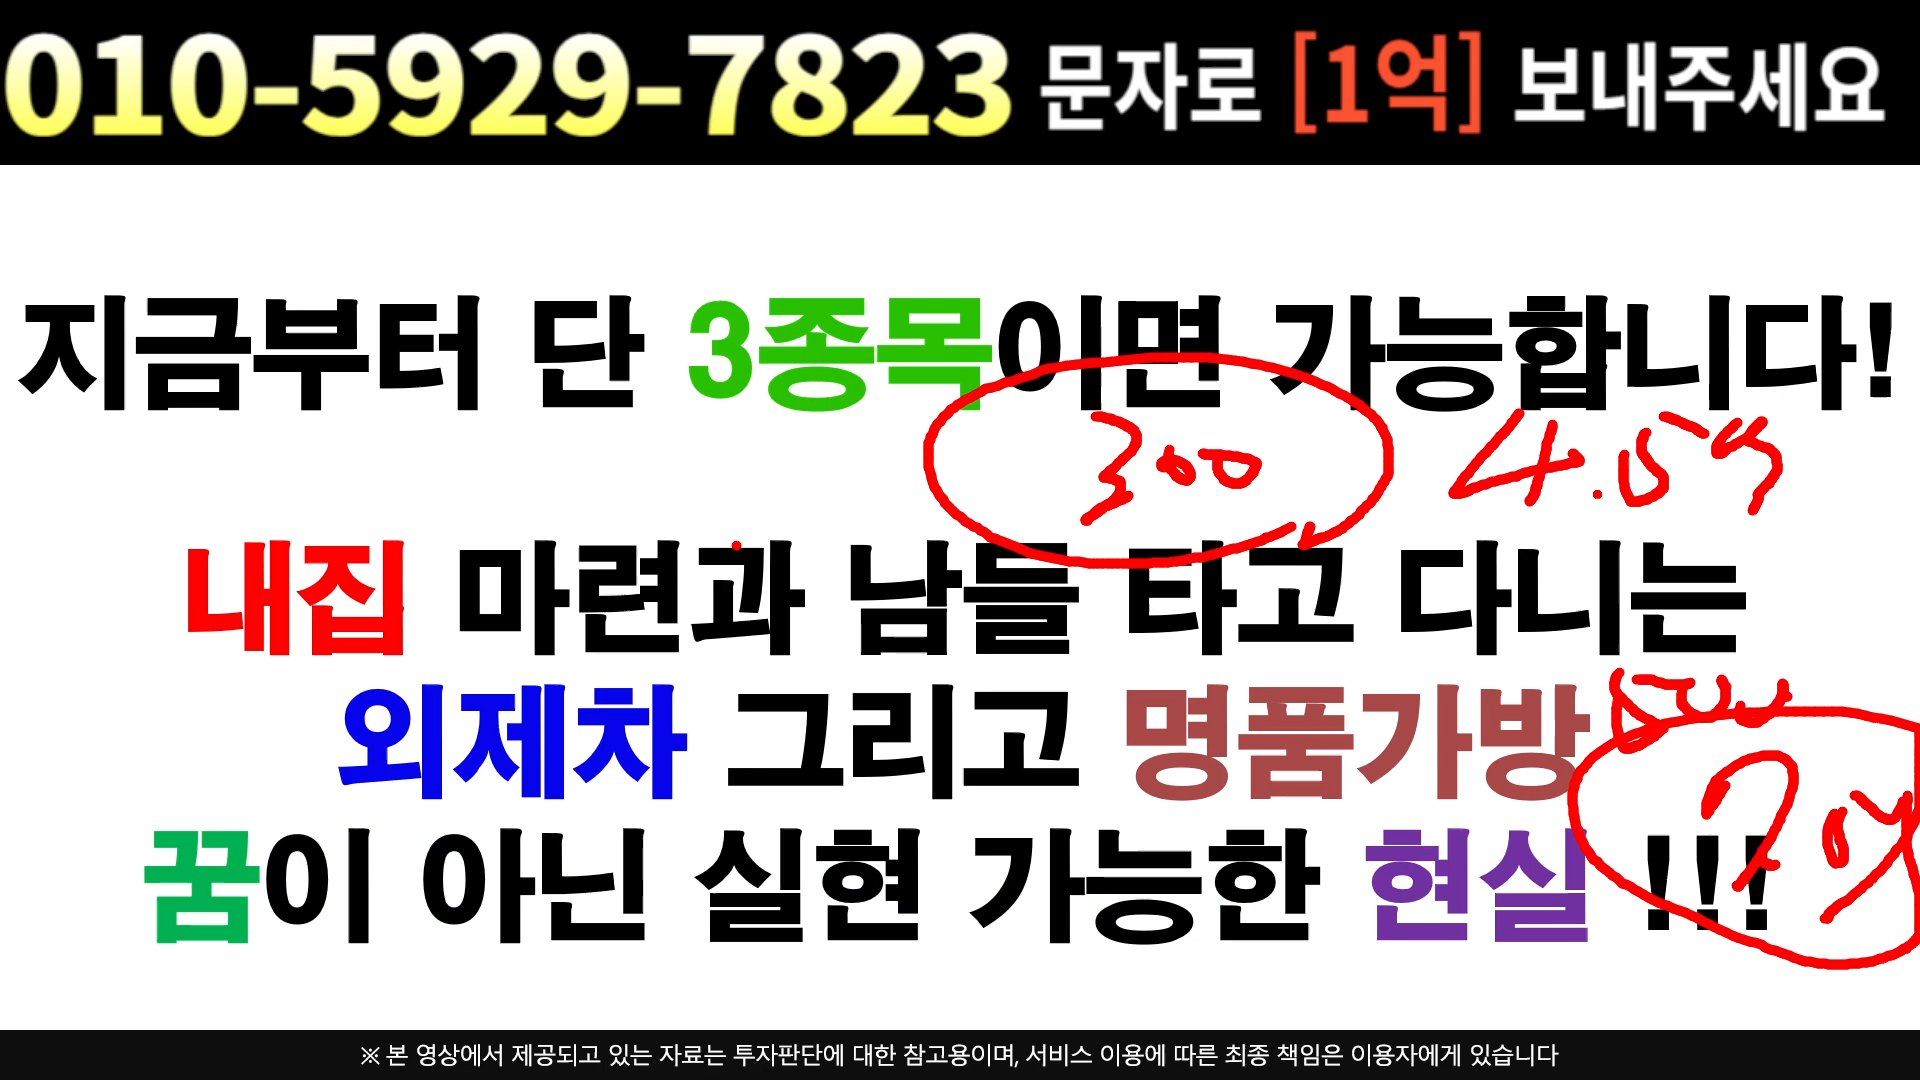 010-5929-7823 문자로 [1억] 보내주세요
지금부터 단 3종목이면 가능합니다!
300
4.5억
내집 마련과 남들 타고 다니는
외제차 그리고 명품가방
500
꿈이 아닌 실현 가능한 현실 !!!
※ 본 영상에서 제공되고 있는 자료는 투자판단에 대한 참고용이며, 서비스 이용에 따른 최종 책임은 이용자에게 있습니다